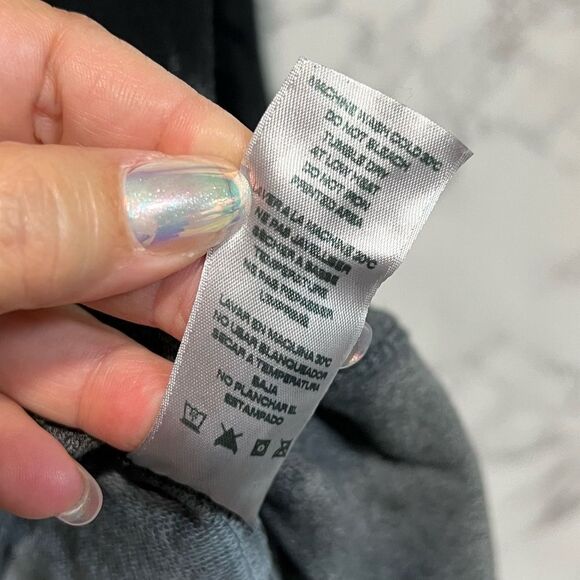 MACHINE WASH COLD 30°C
DO NOT BLEACH
TUMBLE DRY
AT LOW HEAT
DO NOT IRON
PRINTED AREA
LAVER A LA MACHINE 30°C
NE PAS JAVELLISER
SECHER A BASSE
TEMPERATURE
NE PAS REPASSER
L'IMPRIME
LAVAR EN MAQUINA 30°C
NO USAR BLANQUEADOR
SECAR A TEMPERATURA
BAJA
NO PLANCHAR EL
ESTAMPADO